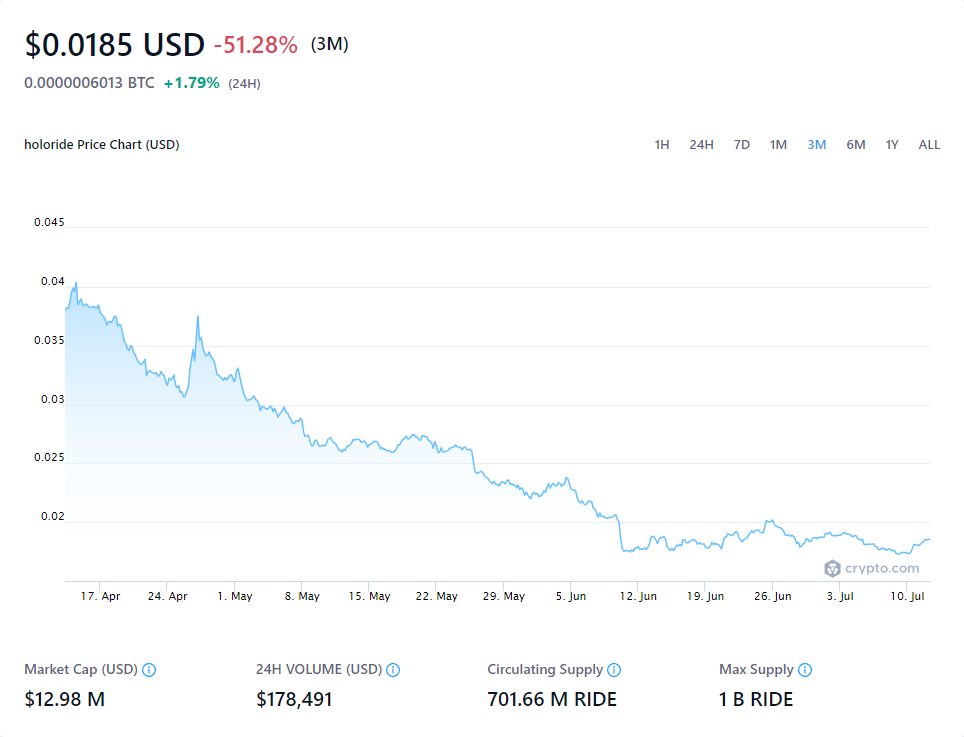 $0.0185 USD -51.28% (3M)
0.0000006013 BTC +1.79% (24H)
holoride Price Chart (USD) 1H 24H 7D 1M 3M 6M 1Y ALL
0.045
0.04
0.035
0.03
0.025
0.02
crypto.com
17. Apr 24. Apr 1. May 8. May 15. May 22. May 29. May 5. Jun 12. Jun 19. Jun 26. Jun 3. Jul 10. Jul
Market Cap (USD) 24H VOLUME (USD) Circulating Supply Max Supply
$12.98 M $178,491 701.66 M RIDE 1 B RIDE